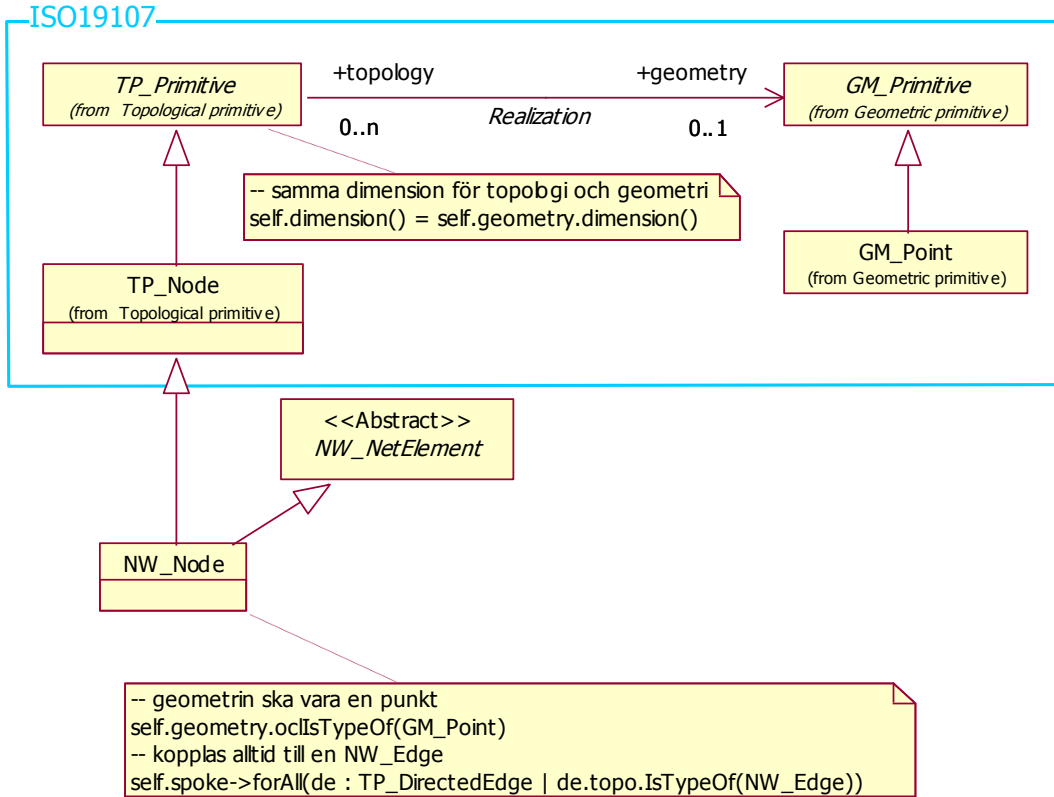 ISO19107
TP_Primitive
(from Topological primitive)
+topology
+geometry
0..n
Realization
0..1
GM_Primitive
(from Geometric primitive)
-- samma dimension för topologi och geometri
self.dimension() = self.geometry.dimension()
TP_Node
(from Topological primitive)
GM_Point
(from Geometric primitive)
<<Abstract>>
NW_NetElement
NW_Node
-- geometrin ska vara en punkt
self.geometry.oclIsTypeOf(GM_Point)
-- kopplas alltid till en NW_Edge
self.spoke->forAll(de : TP_DirectedEdge | de.topo.IsTypeOf(NW_Edge))